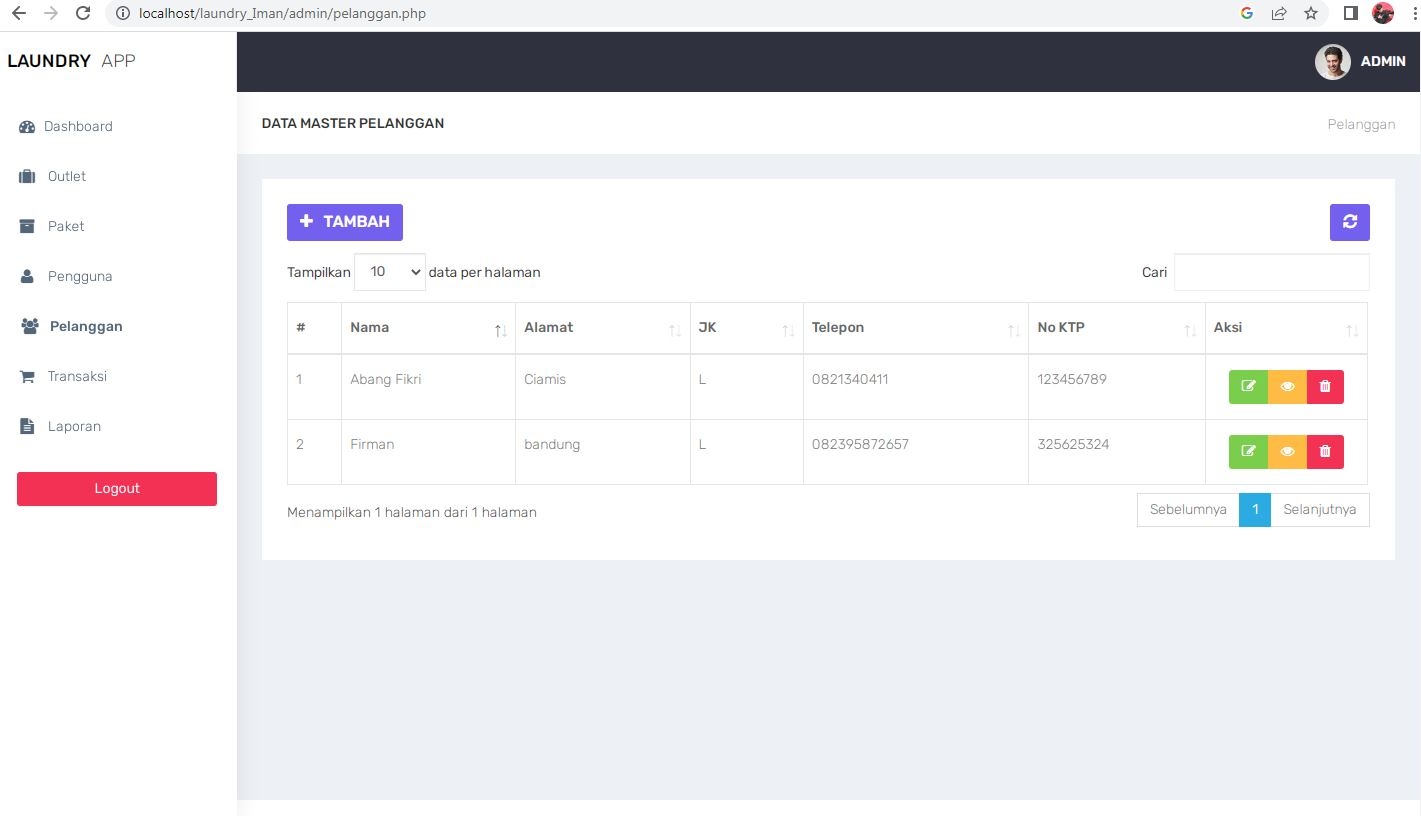 localhost/laundry_Iman/admin/pelanggan.php
LAUNDRY APP
ADMIN
Dashboard
Outlet
Paket
Pengguna
Pelanggan
Transaksi
Laporan
Logout
DATA MASTER PELANGGAN
Pelanggan
TAMBAH
Tampilkan 10 data per halaman
Cari
# Nama Alamat JK Telepon No KTP Aksi
1 Abang Fikri Ciamis L 0821340411 123456789
2 Firman bandung L 082395872657 325625324
Menampilkan 1 halaman dari 1 halaman
Sebelumnya 1 Selanjutnya